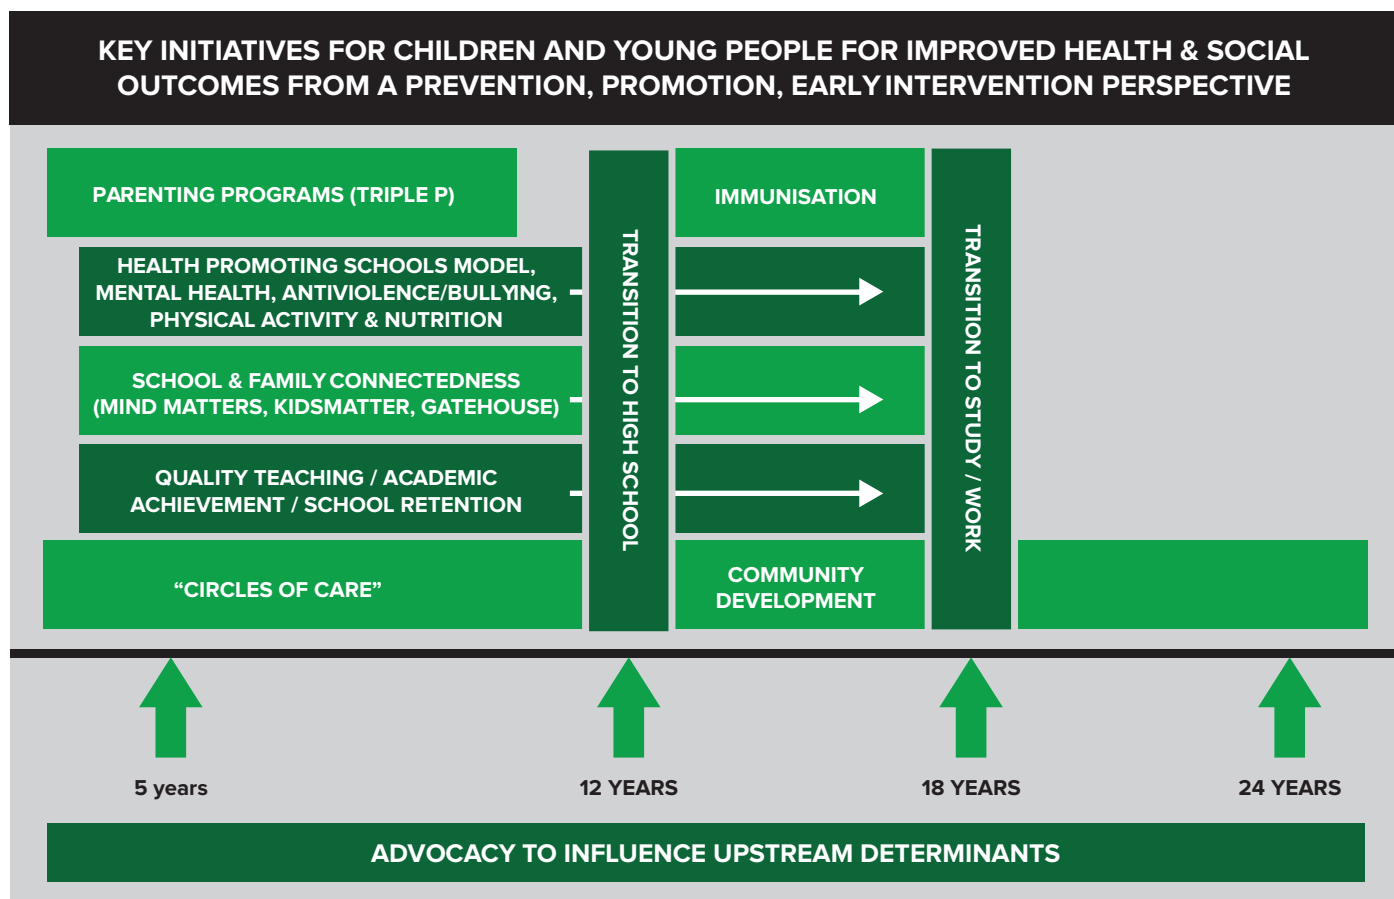 KEY INITIATIVES FOR CHILDREN AND YOUNG PEOPLE FOR IMPROVED HEALTH & SOCIAL
OUTCOMES FROM A PREVENTION, PROMOTION, EARLY INTERVENTION PERSPECTIVE
PARENTING PROGRAMS (TRIPLE P)
HEALTH PROMOTING SCHOOLS MODEL,
MENTAL HEALTH, ANTIVIOLENCE/BULLYING,
PHYSICAL ACTIVITY & NUTRITION
SCHOOL & FAMILY CONNECTEDNESS
(MIND MATTERS, KIDSMATTER, GATEHOUSE)
QUALITY TEACHING / ACADEMIC
ACHIEVEMENT / SCHOOL RETENTION
“CIRCLES OF CARE”
TRANSITION TO HIGH SCHOOL
IMMUNISATION
COMMUNITY
DEVELOPMENT
TRANSITION TO STUDY / WORK
5 years
12 YEARS
18 YEARS
24 YEARS
ADVOCACY TO INFLUENCE UPSTREAM DETERMINANTS